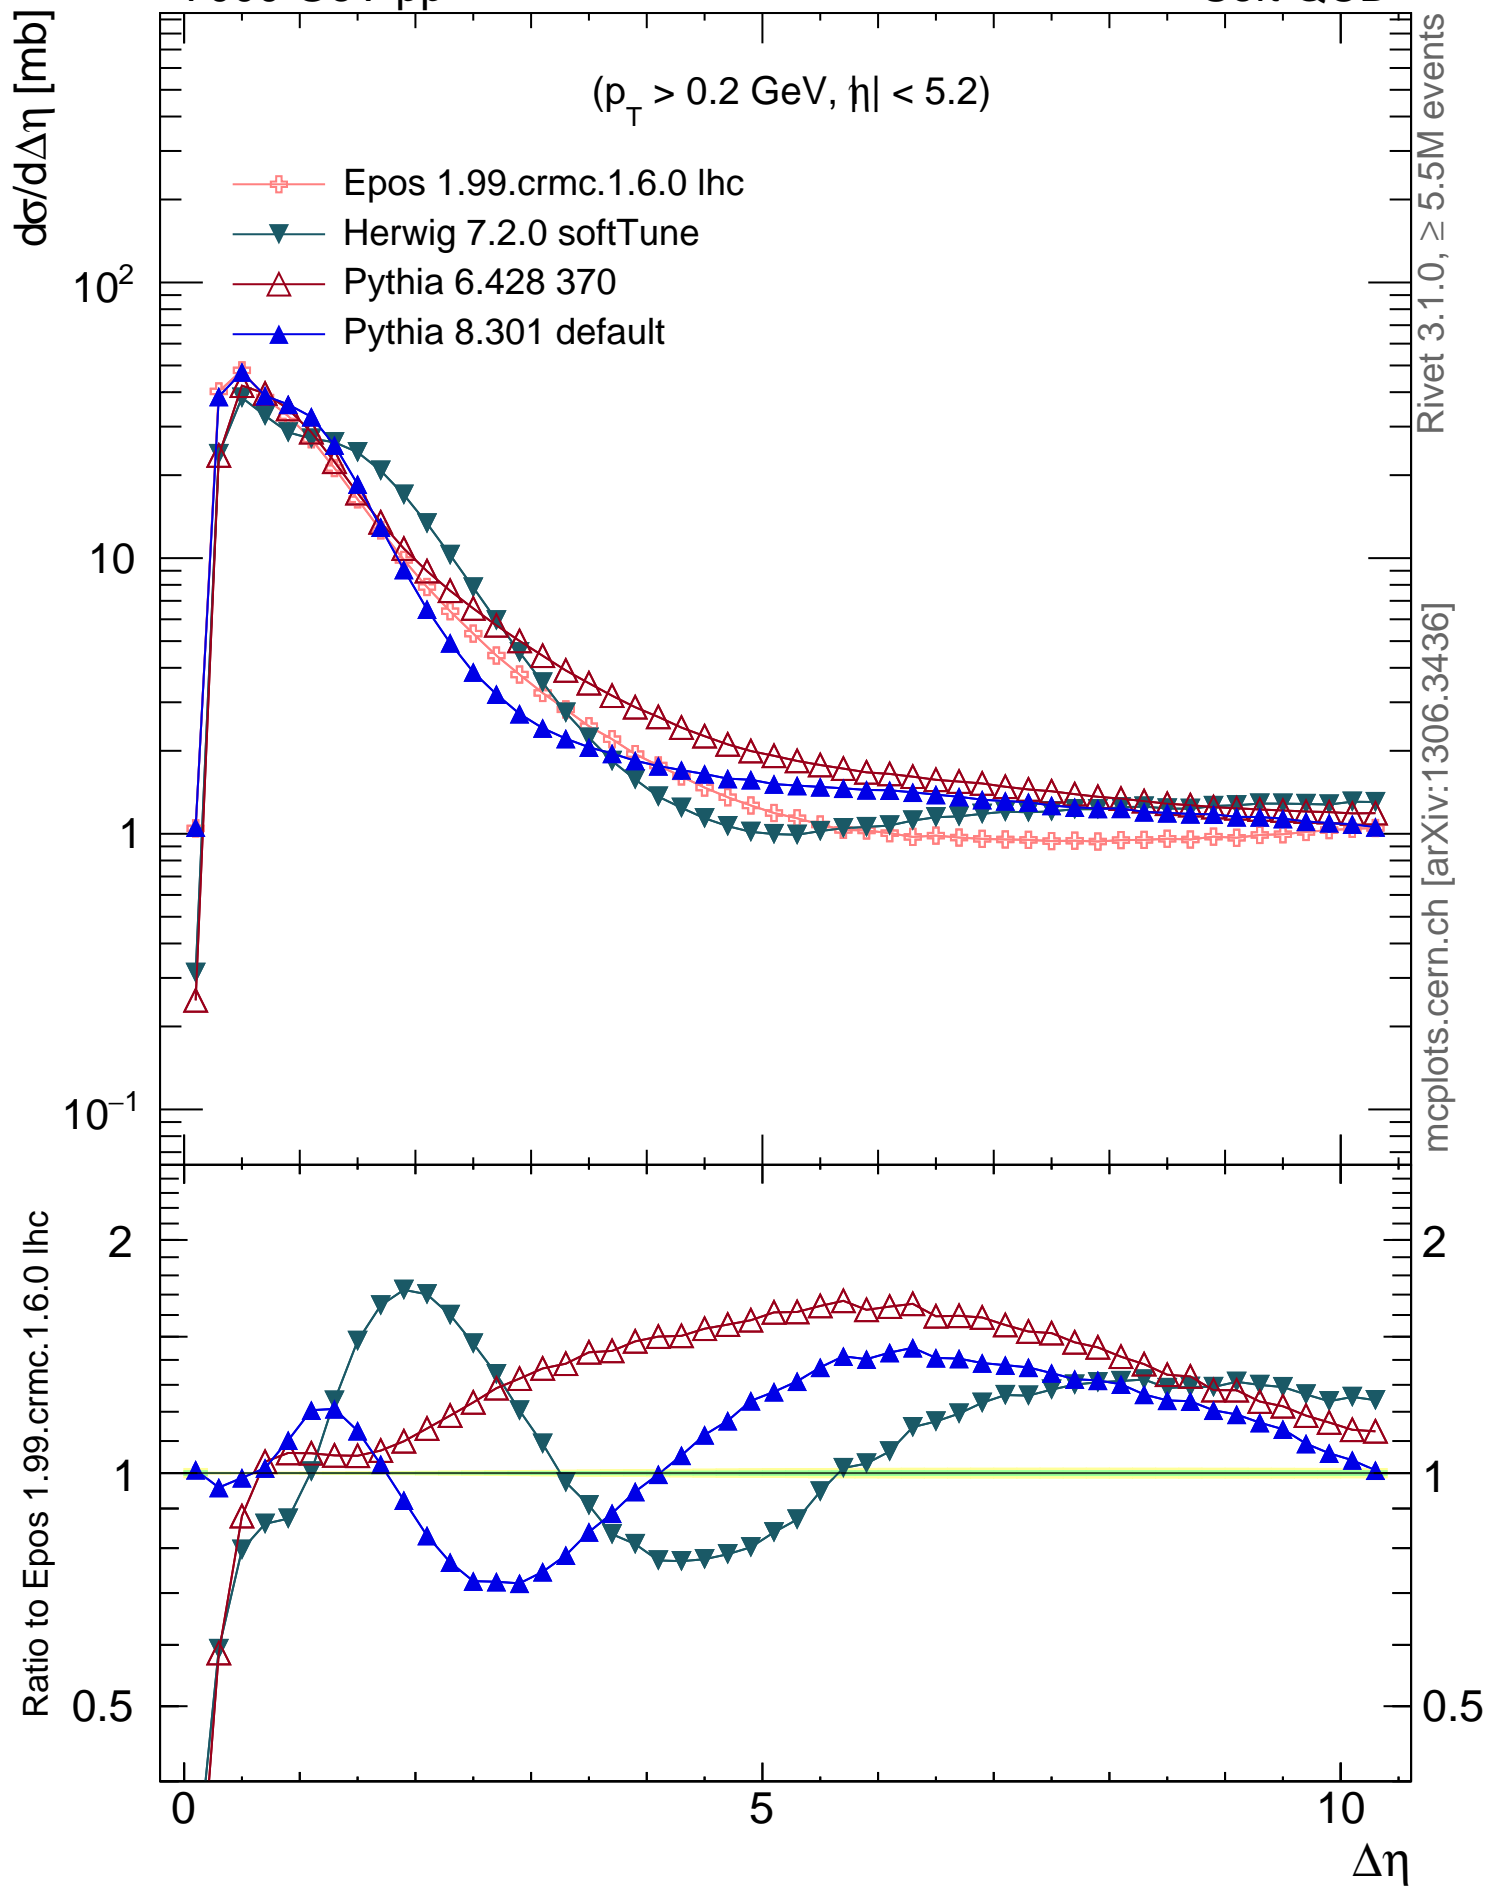 dσ/dΔη [mb]
(p_T > 0.2 GeV, |η| < 5.2)
Epos 1.99.crmc.1.6.0 lhc
Herwig 7.2.0 softTune
Pythia 6.428 370
Pythia 8.301 default
10²
10
1
10⁻¹
Rivet 3.1.0, ≥ 5.5M events
mcplots.cern.ch [arXiv:1306.3436]
Ratio to Epos 1.99.crmc.1.6.0 lhc
2
1
0.5
2
1
0.5
0
5
10
Δη